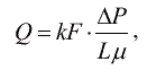 Q = kF · ΔP / Lμ ,